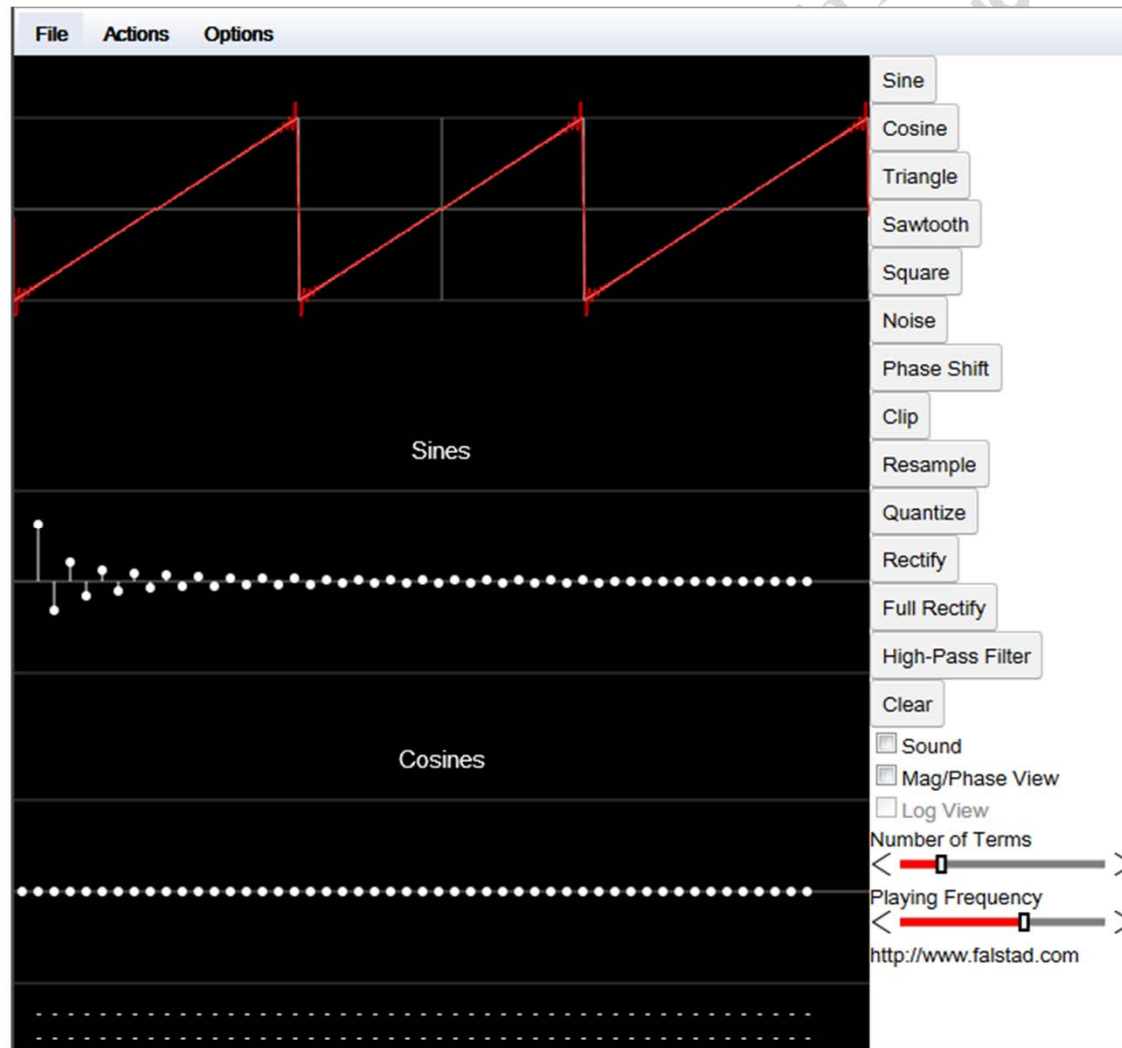 File Actions Options
Sine
Cosine
Triangle
Sawtooth
Square
Noise
Phase Shift
Clip
Resample
Quantize
Rectify
Full Rectify
High-Pass Filter
Clear
Sound
Mag/Phase View
Log View
Number of Terms
Playing Frequency
http://www.falstad.com
Sines
Cosines